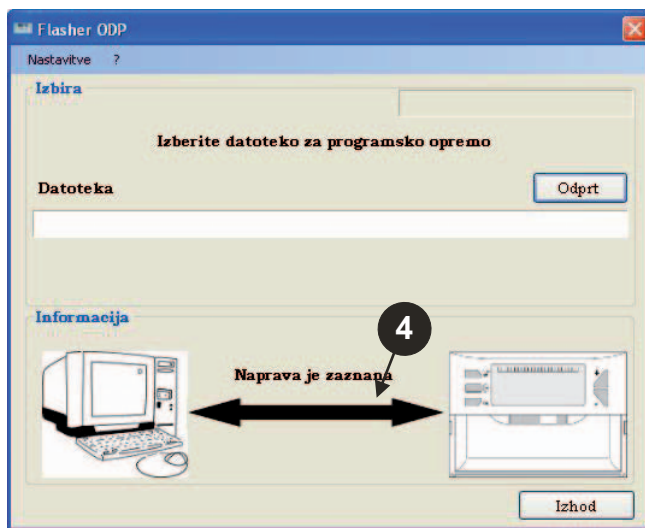 Flasher ODP
Nastavitve ?
Izbira
Izberite datoteko za programsko opremo
Datoteka
Odprt
Informacija
4
Naprava je zaznana
Izhod